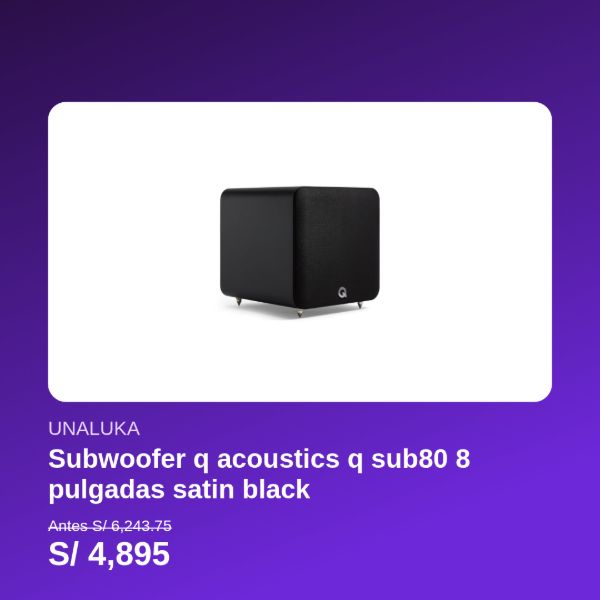 Q
UNALUKA
Subwoofer q acoustics q sub80 8
pulgadas satin black
Antes S/ 6,243.75
S/ 4,895